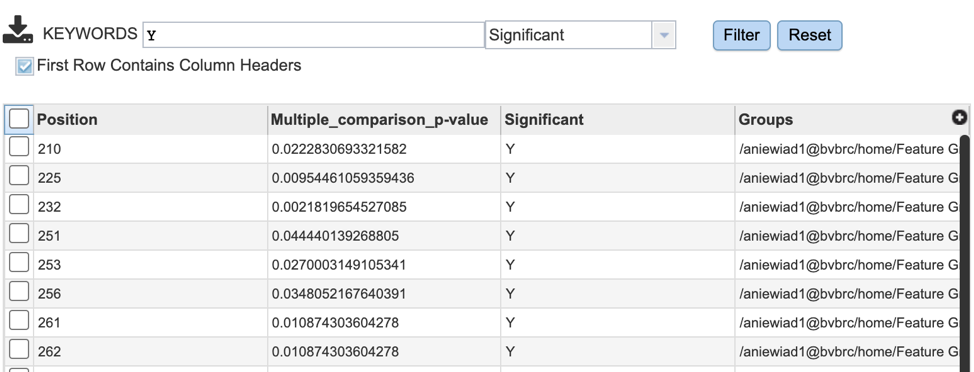 KEYWORDS Y Significant Filter Reset
First Row Contains Column Headers
Position Multiple_comparison_p-value Significant Groups
210 0.0222830693321582 Y /aniewiad1@bvbrc/home/Feature G
225 0.00954461059359436 Y /aniewiad1@bvbrc/home/Feature G
232 0.0021819654527085 Y /aniewiad1@bvbrc/home/Feature G
251 0.044440139268805 Y /aniewiad1@bvbrc/home/Feature G
253 0.0270003149105341 Y /aniewiad1@bvbrc/home/Feature G
256 0.0348052167640391 Y /aniewiad1@bvbrc/home/Feature G
261 0.010874303604278 Y /aniewiad1@bvbrc/home/Feature G
262 0.010874303604278 Y /aniewiad1@bvbrc/home/Feature G